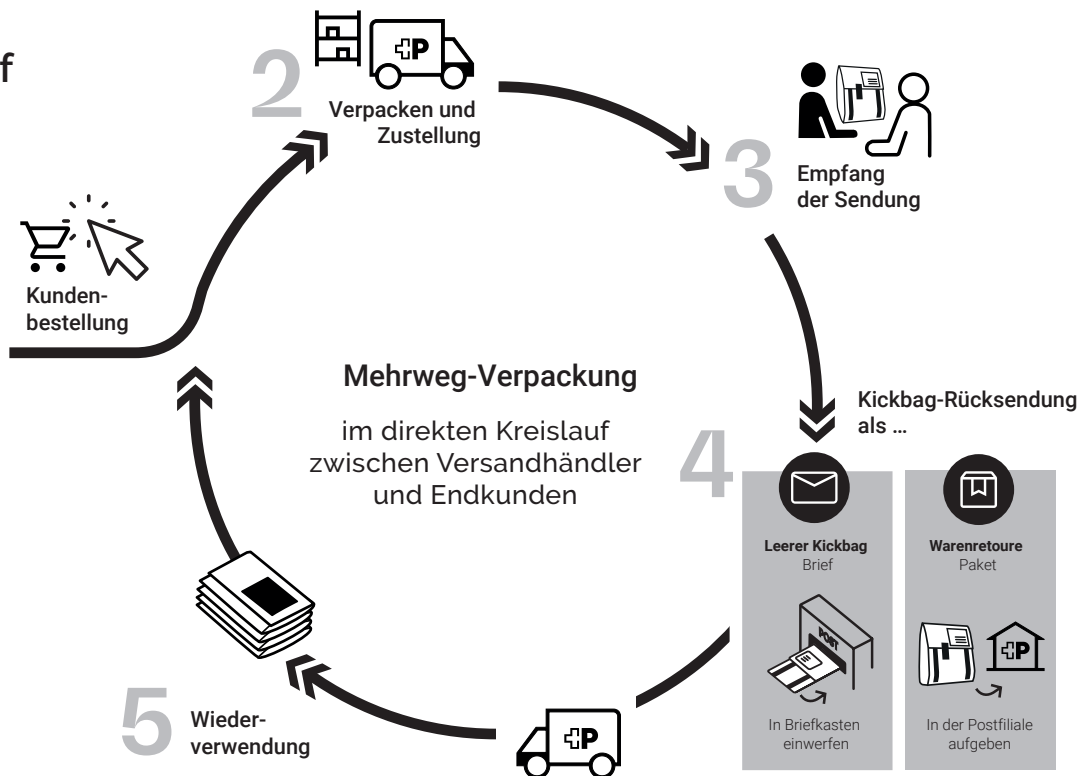 f
2
P
Verpacken und
Zustellung
3
Empfang
der Sendung
Kunden-
bestellung
Mehrweg-Verpackung
im direkten Kreislauf
zwischen Versandhändler
und Endkunden
Kickbag-Rücksendung
als ...
4
Leerer Kickbag
Brief
POST
In Briefkasten
einwerfen
Warenretoure
Paket
P
In der Postfiliale
aufgeben
5
Wieder-
verwendung
P